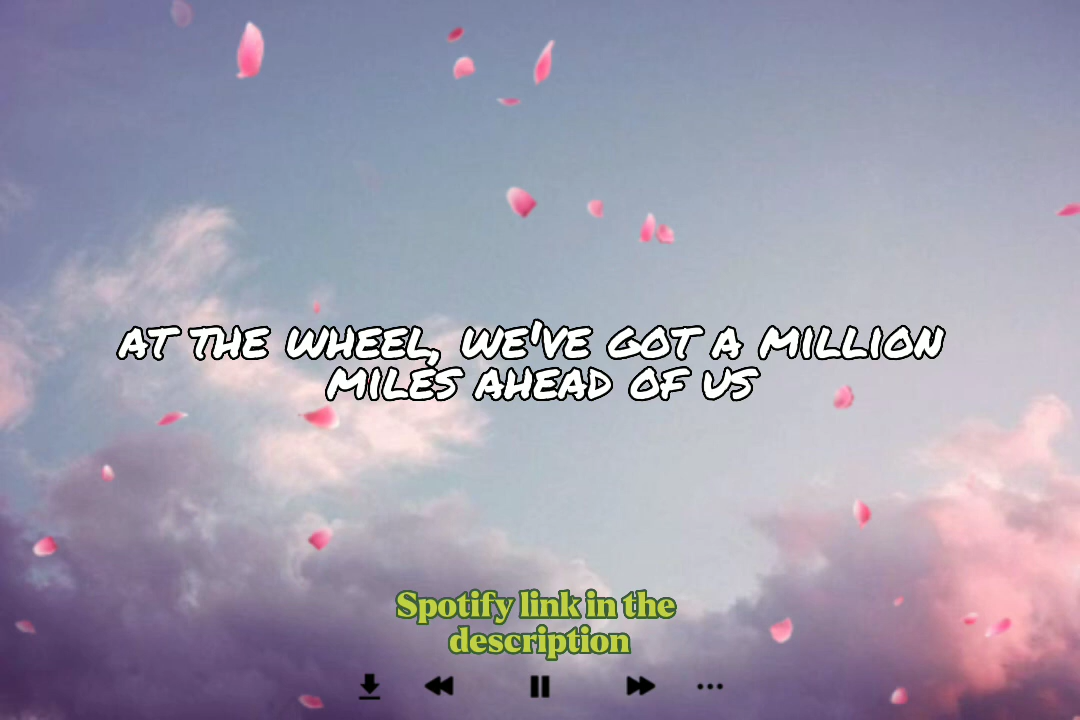 AT THE WHEEL, WE'VE GOT A MILLION
MILES AHEAD OF US
Spotify link in the
description